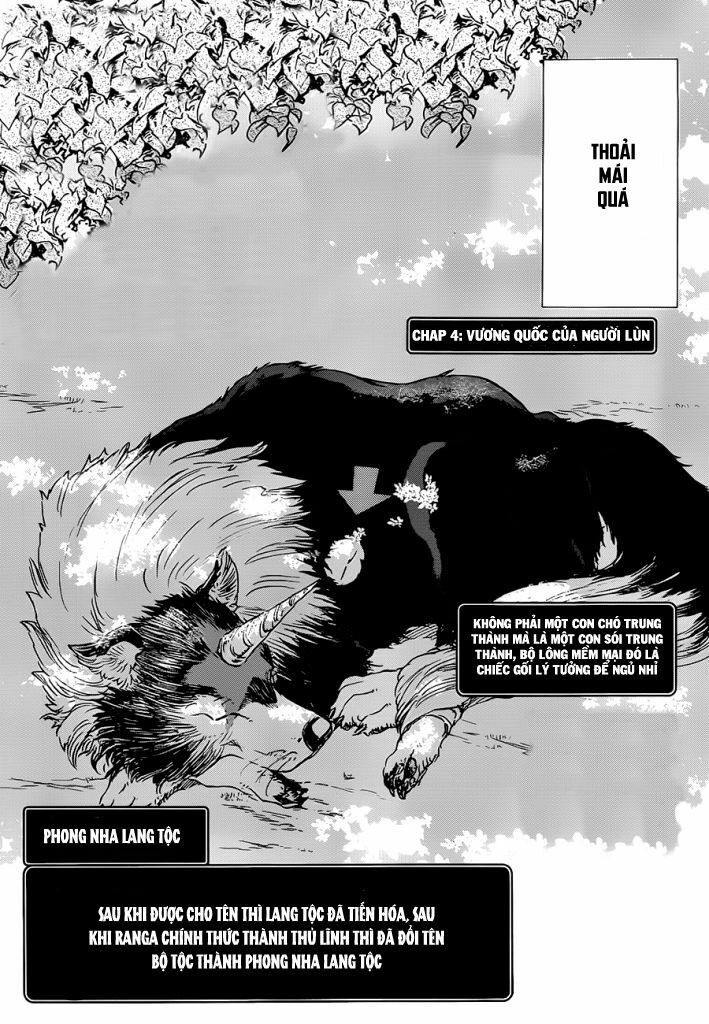 THOẢI
MÁI
QUÁ
CHAP 4: VƯƠNG QUỐC CỦA NGƯỜI LÙN
KHÔNG PHẢI MỘT CON CHÓ TRUNG
THÀNH MÀ LÀ MỘT CON SÓI TRUNG
THÀNH, BỘ LÔNG MỀM MẠI ĐÓ LÀ
CHIẾC GỐI LÝ TƯỞNG ĐỂ NGỦ NHỈ
PHONG NHA LANG TỘC
SAU KHI ĐƯỢC CHO TÊN THÌ LANG TỘC ĐÃ TIẾN HÓA, SAU
KHI RANGA CHÍNH THỨC THÀNH THỦ LĨNH THÌ ĐÃ ĐỔI TÊN
BỘ TỘC THÀNH PHONG NHA LANG TỘC